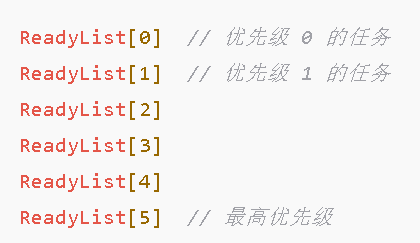 ReadyList[0]  // 优先级 0 的任务
ReadyList[1]  // 优先级 1 的任务
ReadyList[2]
ReadyList[3]
ReadyList[4]
ReadyList[5]  // 最高优先级